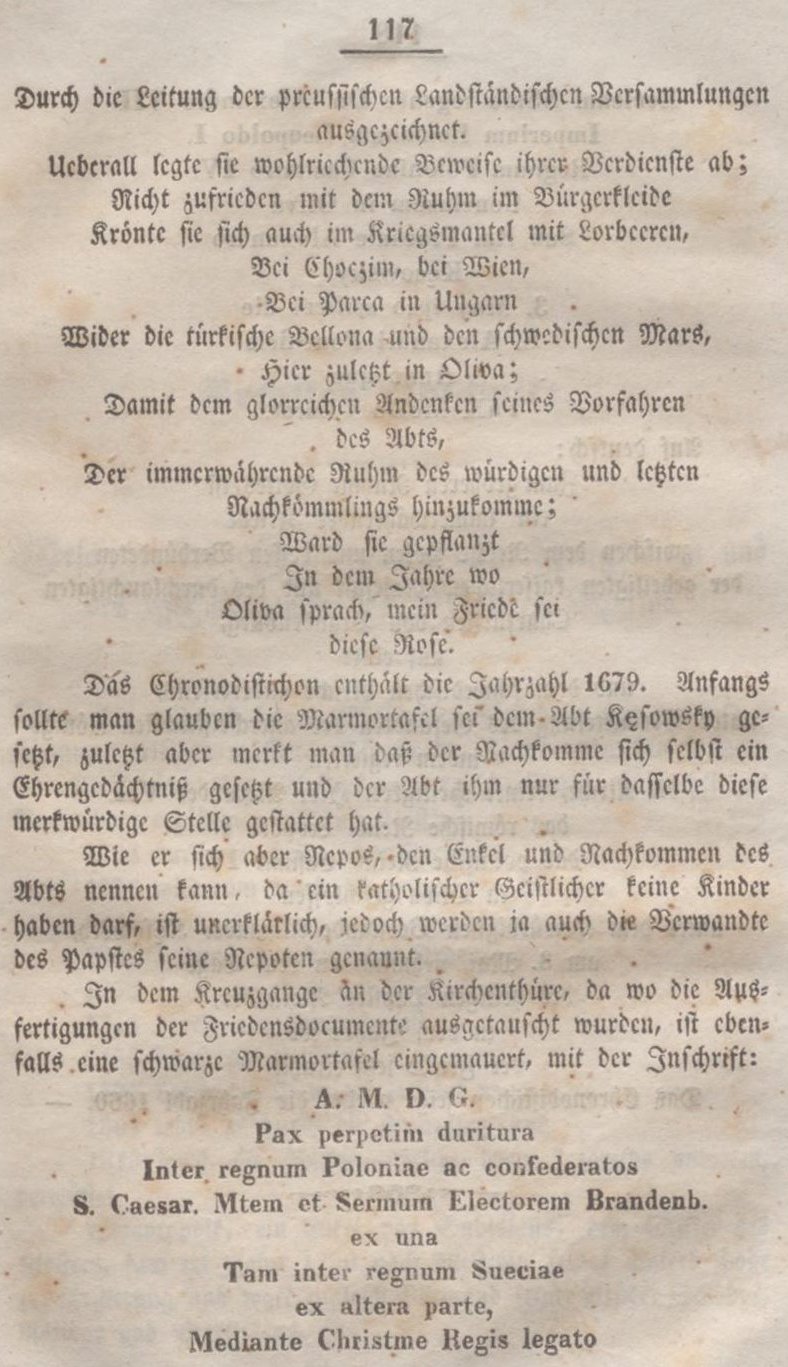 117
Durch die Leitung der preussischen Landständischen Versammlungen
ausgezeichnet.
Ueberall legte sie wohlriechende Beweise ihrer Verdienste ab;
Nicht zufrieden mit dem Ruhm im Bürgerkleide
Krönte sie sich auch im Kriegsmantel mit Lorbeeren,
Bei Choczim, bei Wien,
Bei Parca in Ungarn
Wider die türkische Bellona und den schwedischen Mars,
Hier zuletzt in Oliva;
Damit dem glorreichen Andenken seines Vorfahren
des Abts,
Der immerwährende Ruhm des würdigen und letzten
Nachkömmlings hinzukomme;
Ward sie gepflanzt
In dem Jahre wo
Oliva sprach, mein Friede sei
diese Rose.
Das Chronodistichon enthält die Jahrzahl 1679. Anfangs
sollte man glauben die Marmortafel sei dem Abt Kęsowsky ge-
setzt, zuletzt aber merkt man daß der Nachkomme sich selbst ein
Ehrengedächtniß gesetzt und der Abt ihm nur für dasselbe diese
merkwürdige Stelle gestattet hat.
Wie er sich aber Nepos, den Enkel und Nachkommen des
Abts nennen kann, da ein katholischer Geistlicher keine Kinder
haben darf, ist unerklärlich, jedoch werden ja auch die Verwandte
des Papstes seine Nepoten genannt.
In dem Kreuzgange an der Kirchenthüre, da wo die Aus-
fertigungen der Friedensdocumente ausgetauscht wurden, ist eben-
falls eine schwarze Marmortafel eingemauert, mit der Inschrift:
A. M. D. G.
Pax perpetim duritura
Inter regnum Poloniae ac confederatos
S. Caesar. Mtem et Sermum Electorem Brandenb.
ex una
Tam inter regnum Sueciae
ex altera parte,
Mediante Christme Regis legato